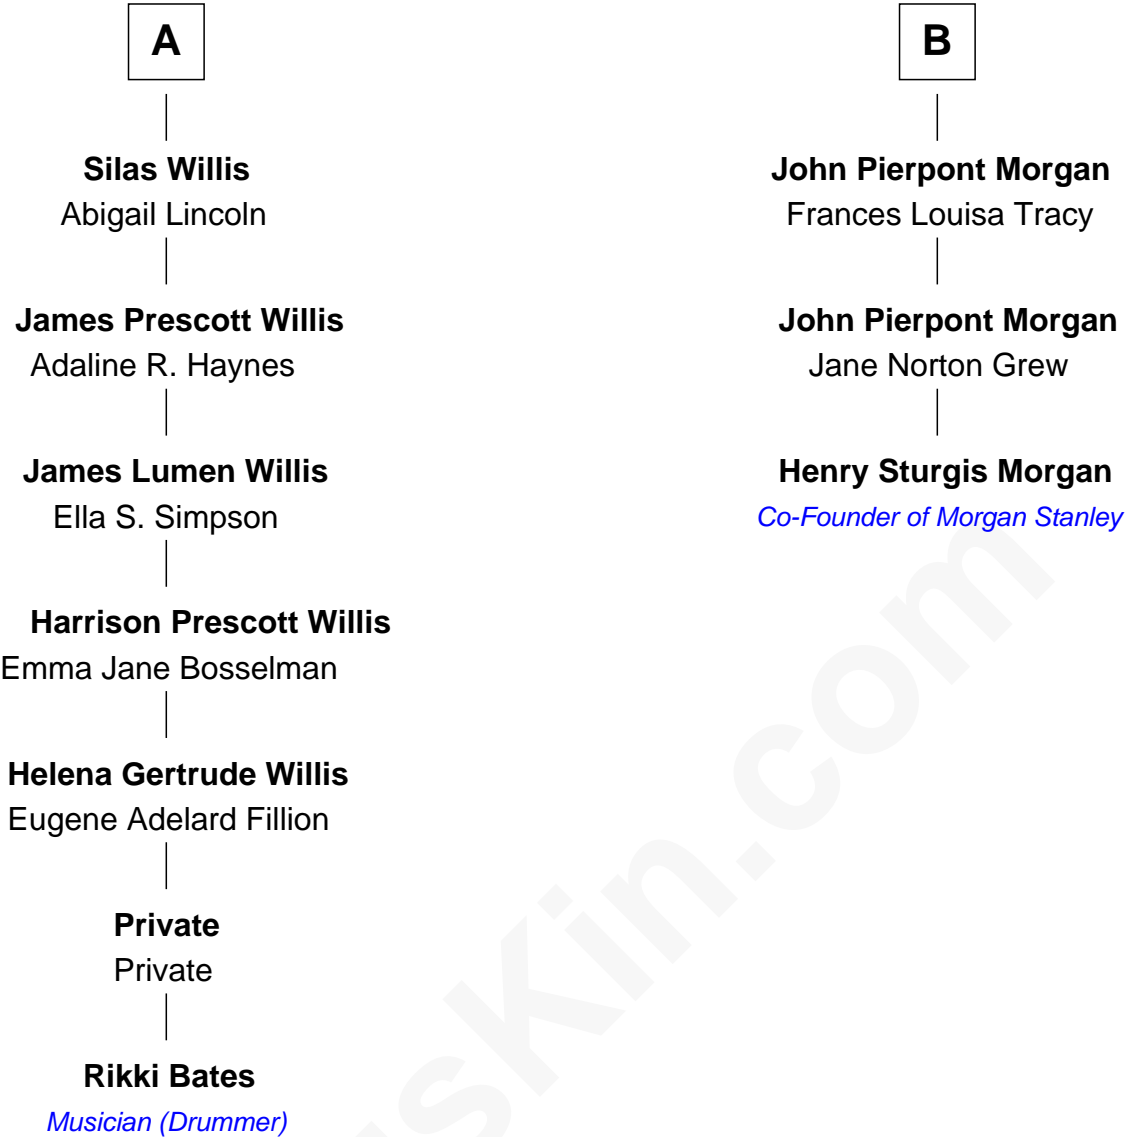 A
B
Silas Willis
Abigail Lincoln
John Pierpont Morgan
Frances Louisa Tracy
James Prescott Willis
Adaline R. Haynes
John Pierpont Morgan
Jane Norton Grew
James Lumen Willis
Ella S. Simpson
Henry Sturgis Morgan
Co-Founder of Morgan Stanley
Harrison Prescott Willis
Emma Jane Bosselman
Helena Gertrude Willis
Eugene Adelard Fillion
Private
Private
Rikki Bates
Musician (Drummer)
sKin.com